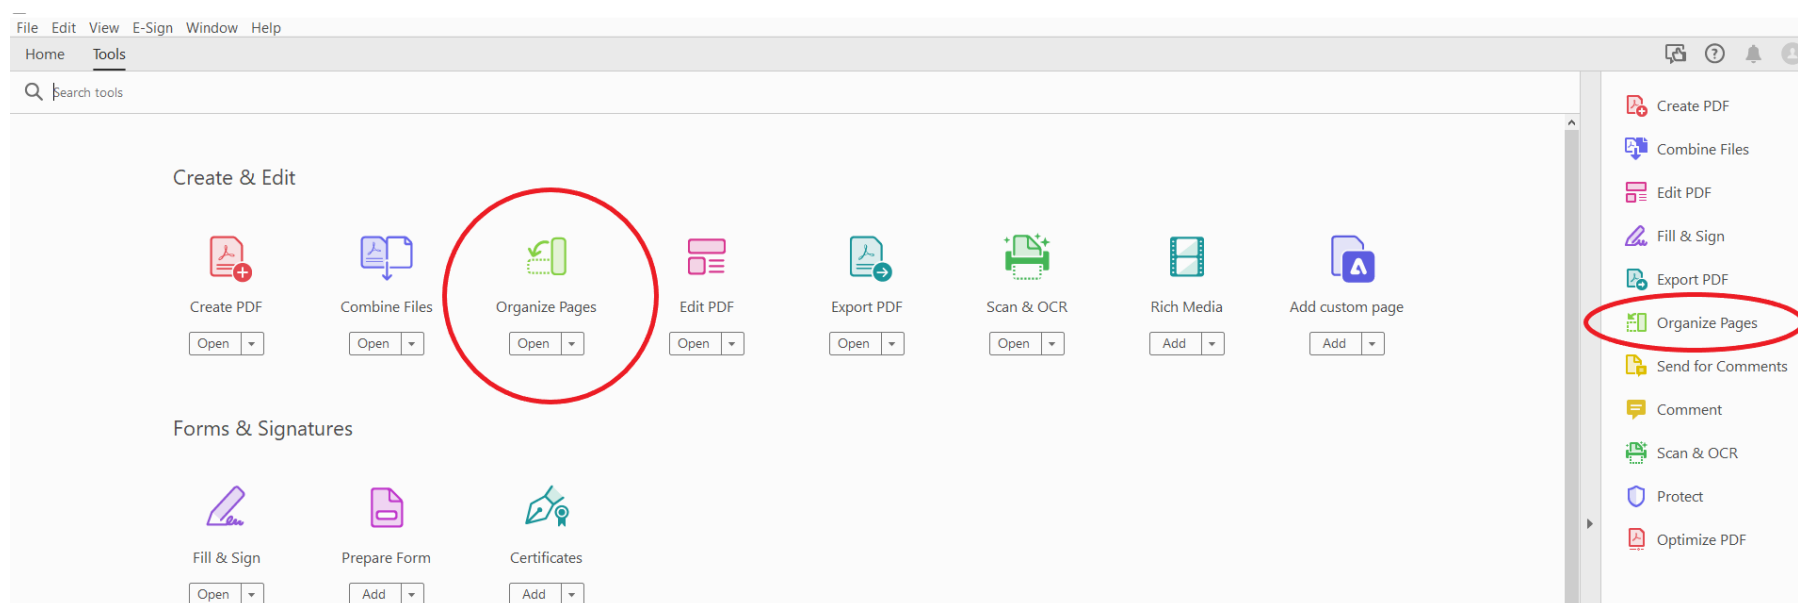 File Edit View E-Sign Window Help
Home Tools
Search tools
Create & Edit
Create PDF Combine Files Organize Pages Edit PDF Export PDF Scan & OCR Rich Media Add custom page
Open Open Open Open Open Open Add Add
Forms & Signatures
Fill & Sign Prepare Form Certificates
Open Add Add
Create PDF
Combine Files
Edit PDF
Fill & Sign
Export PDF
Organize Pages
Send for Comments
Comment
Scan & OCR
Protect
Optimize PDF